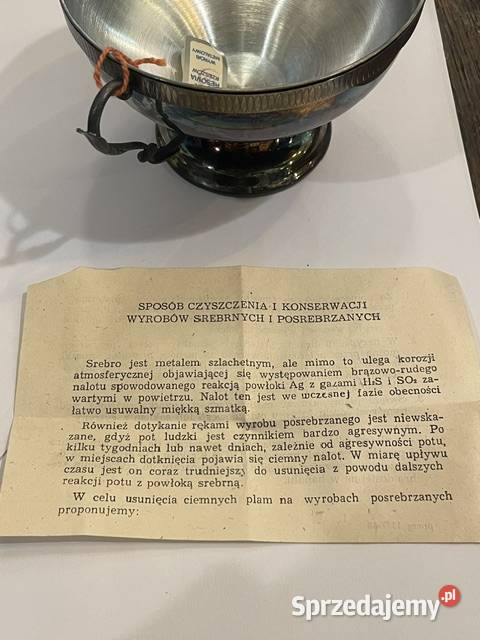 RESOVIA
RZESZÓW
WYRÓB
METALOWY
SPOSÓB CZYSZCZENIA I KONSERWACJI
WYROBÓW SREBRNYCH I POSREBRZANYCH
Srebro jest metalem szlachetnym, ale mimo to ulega korozji
atmosferycznej objawiającej się występowaniem brązowo-rudego
nalotu spowodowanego reakcją powłoki Ag z gazami H₂S i SO₂ za-
wartymi w powietrzu. Nalot ten jest we wczesnej fazie obecności
łatwo usuwalny miękką szmatką.
Również dotykanie rękami wyrobu posrebrzanego jest niewska-
zane, gdyż pot ludzki jest czynnikiem bardzo agresywnym. Po
kilku tygodniach lub nawet dniach, zależnie od agresywności potu,
w miejscach dotknięcia pojawia się ciemny nalot. W miarę upływu
czasu jest on coraz trudniejszy do usunięcia z powodu dalszych
reakcji potu z powłoką srebrną.
W celu usunięcia ciemnych plam na wyrobach posrebrzanych
proponujemy:
Sprzedajemy.pl